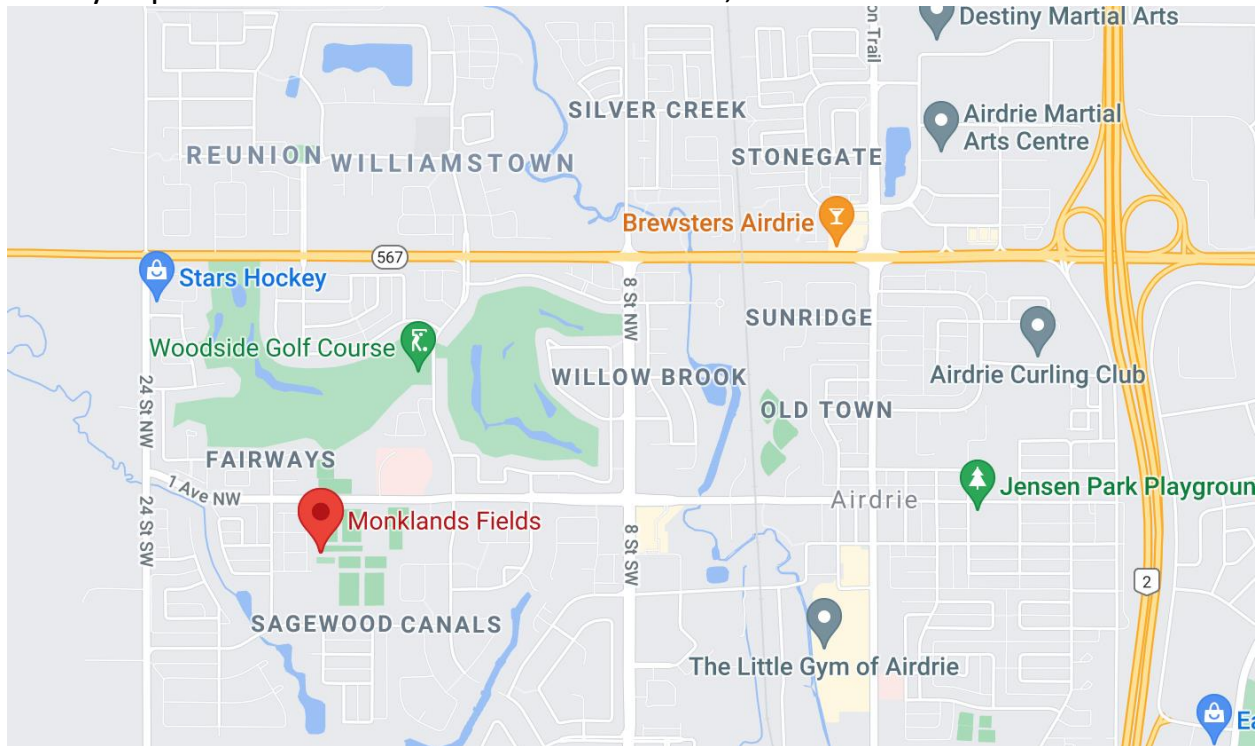 Destiny Martial Arts
on Trail
SILVER CREEK
Airdrie Martial
Arts Centre
REUNION
WILLIAMSTOWN
STONEGATE
Brewsters Airdrie
567
Stars Hockey
8 St NW
SUNRIDGE
Woodside Golf Course
WILLOW BROOK
Airdrie Curling Club
24 St NW
OLD TOWN
FAIRWAYS
1 Ave NW
Airdrie
Jensen Park Playgroun
Monklands Fields
24 St SW
8 St SW
2
SAGEWOOD
CANALS
The Little Gym of Airdrie
Ea